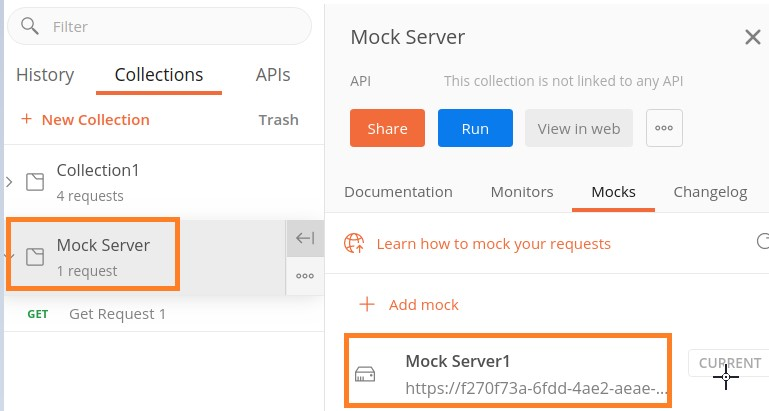 Filter
History Collections APIs
+ New Collection Trash
Collection1
4 requests
Mock Server
1 request
GET Get Request 1
Mock Server
API This collection is not linked to any API
Share Run View in web
Documentation Monitors Mocks Changelog
Learn how to mock your requests
+ Add mock
Mock Server1
https://f270f73a-6fdd-4ae2-aeae-...
CURRENT